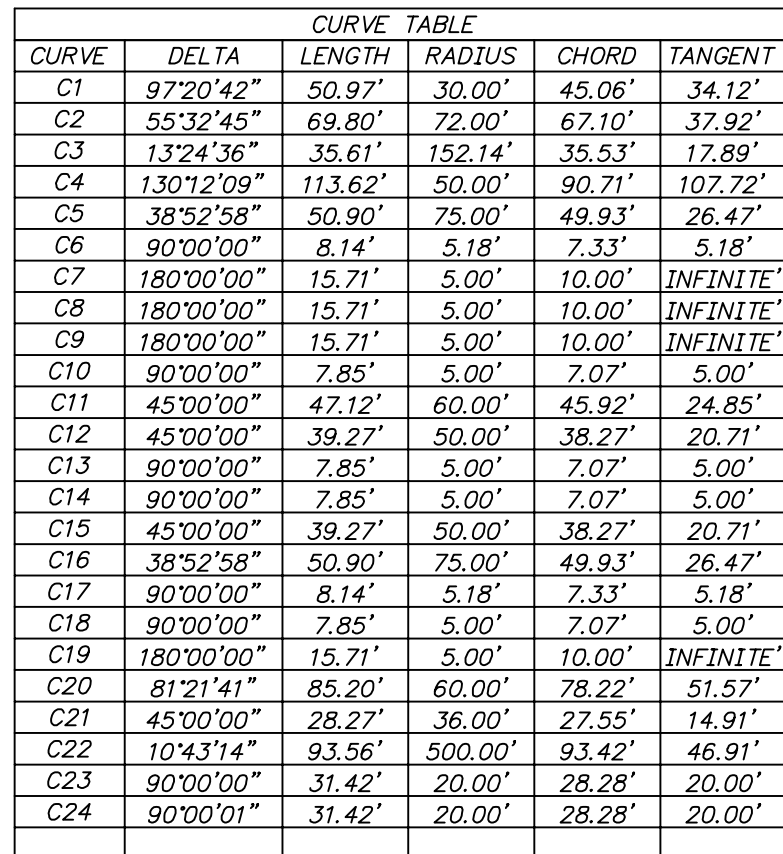 CURVE TABLE
CURVE DELTA LENGTH RADIUS CHORD TANGENT
C1 97°20'42" 50.97' 30.00' 45.06' 34.12'
C2 55°32'45" 69.80' 72.00' 67.10' 37.92'
C3 13°24'36" 35.61' 152.14' 35.53' 17.89'
C4 130°12'09" 113.62' 50.00' 90.71' 107.72'
C5 38°52'58" 50.90' 75.00' 49.93' 26.47'
C6 90°00'00" 8.14' 5.18' 7.33' 5.18'
C7 180°00'00" 15.71' 5.00' 10.00' INFINITE'
C8 180°00'00" 15.71' 5.00' 10.00' INFINITE'
C9 180°00'00" 15.71' 5.00' 10.00' INFINITE'
C10 90°00'00" 7.85' 5.00' 7.07' 5.00'
C11 45°00'00" 47.12' 60.00' 45.92' 24.85'
C12 45°00'00" 39.27' 50.00' 38.27' 20.71'
C13 90°00'00" 7.85' 5.00' 7.07' 5.00'
C14 90°00'00" 7.85' 5.00' 7.07' 5.00'
C15 45°00'00" 39.27' 50.00' 38.27' 20.71'
C16 38°52'58" 50.90' 75.00' 49.93' 26.47'
C17 90°00'00" 8.14' 5.18' 7.33' 5.18'
C18 90°00'00" 7.85' 5.00' 7.07' 5.00'
C19 180°00'00" 15.71' 5.00' 10.00' INFINITE'
C20 81°21'41" 85.20' 60.00' 78.22' 51.57'
C21 45°00'00" 28.27' 36.00' 27.55' 14.91'
C22 10°43'14" 93.56' 500.00' 93.42' 46.91'
C23 90°00'00" 31.42' 20.00' 28.28' 20.00'
C24 90°00'01" 31.42' 20.00' 28.28' 20.00'